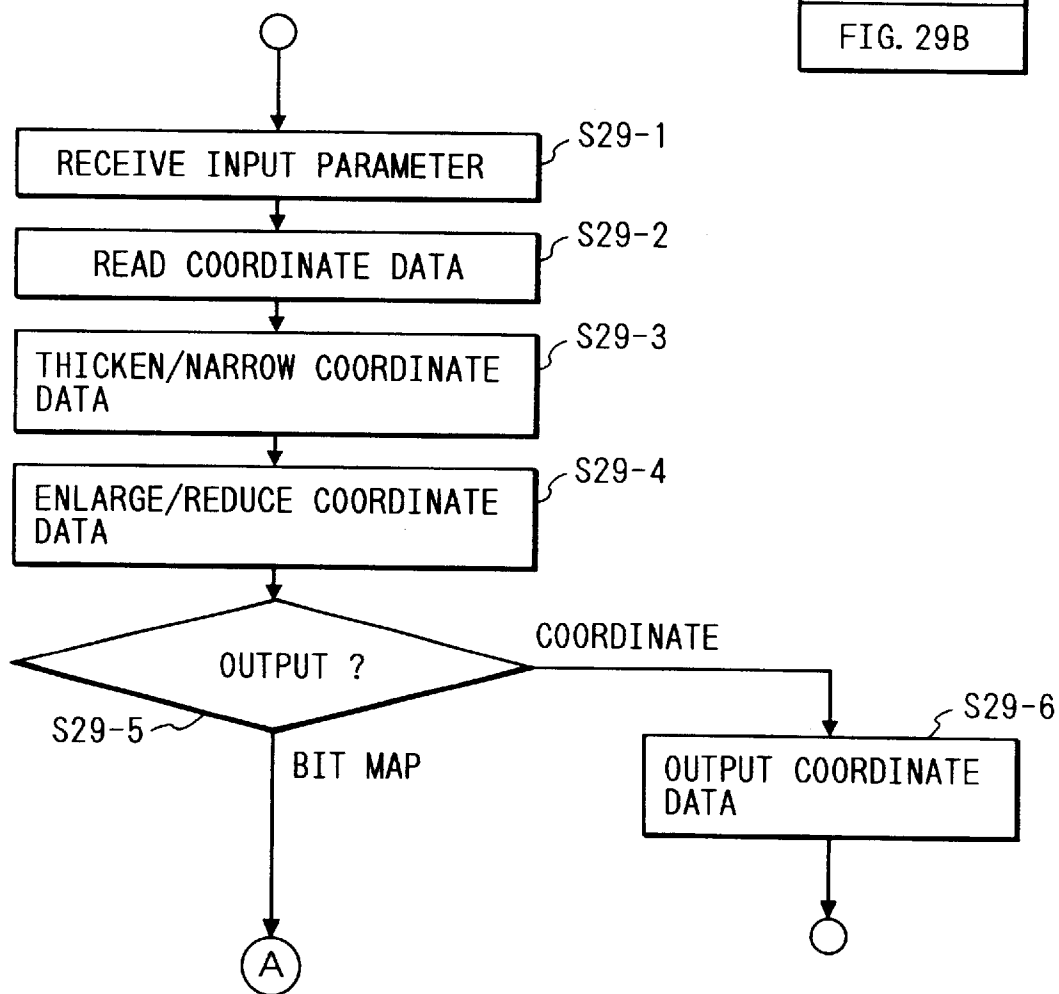 FIG. 29B
S29-1
RECEIVE INPUT PARAMETER
S29-2
READ COORDINATE DATA
S29-3
THICKEN/NARROW COORDINATE
DATA
S29-4
ENLARGE/REDUCE COORDINATE
DATA
OUTPUT ?
COORDINATE
S29-5
BIT MAP
S29-6
OUTPUT COORDINATE
DATA
A